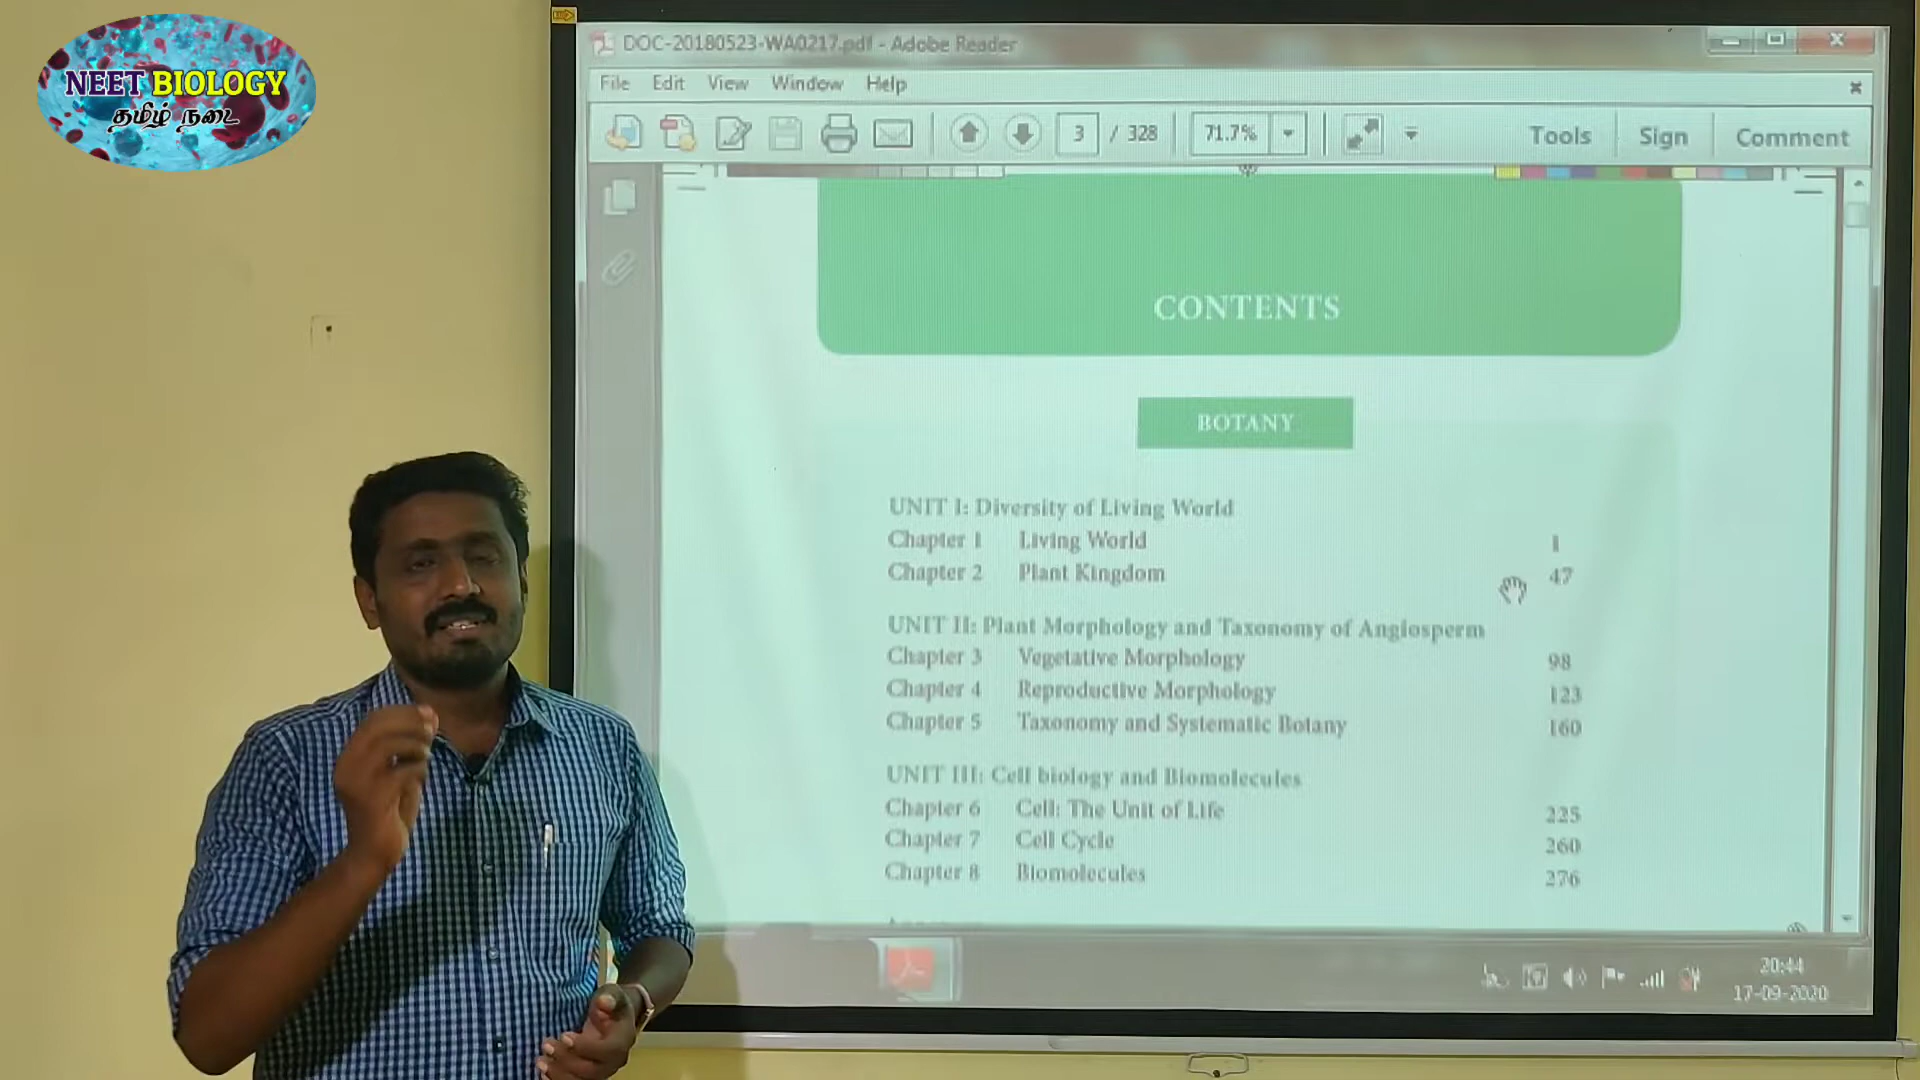 NEET BIOLOGY
தமிழ் நடை
DOC-20180523-WA0217.pdf - Adobe Reader
File Edit View Window Help
3 / 328 71.7% Tools Sign Comment
CONTENTS
BOTANY
UNIT I: Diversity of Living World
Chapter 1 Living World 1
Chapter 2 Plant Kingdom 47
UNIT II: Plant Morphology and Taxonomy of Angiosperm
Chapter 3 Vegetative Morphology 98
Chapter 4 Reproductive Morphology 123
Chapter 5 Taxonomy and Systematic Botany 160
UNIT III: Cell biology and Biomolecules
Chapter 6 Cell: The Unit of Life 225
Chapter 7 Cell Cycle 260
Chapter 8 Biomolecules 276
20:44
17-09-2020